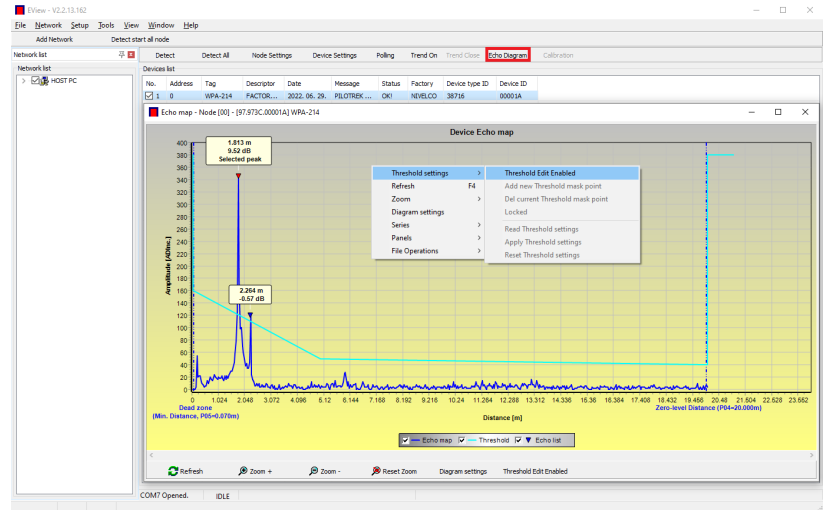 EView - V2.2.13.162
File Network Setup Tools View Window Help
Add Network Detect start all node
Network list
Network list
HOST PC
Detect Detect All Node Settings Device Settings Polling Trend On Trend Close Echo Diagram Calibration
Devices list
No. Address Tag Descriptor Date Message Status Factory Device type ID Device ID
1 0 WPA-214 FACTOR... 2022. 06. 29. PILOTREK ... OK! NIVELCO 38716 00001A
Echo map - Node [00] - [97.973C.00001A] WPA-214
Device Echo map
Amplitude [ADInc.]
400
380
360
340
320
300
280
260
240
220
200
180
160
140
120
100
80
60
40
20
0
1.813 m
9.52 dB
Selected peak
2.264 m
-0.57 dB
Threshold settings >
Refresh F4
Zoom >
Diagram settings
Series >
Panels >
File Operations >
Threshold Edit Enabled
Add new Threshold mask point
Del current Threshold mask point
Locked
Read Threshold settings
Apply Threshold settings
Reset Threshold settings
0 1.024 2.048 3.072 4.096 5.12 6.144 7.168 8.192 9.216 10.24 11.264 12.288 13.312 14.336 15.36 16.384 17.408 18.432 19.456 20.48 21.504 22.528 23.552
Dead zone
(Min. Distance, P05=0.070m)
Zero-level Distance (P04=20.000m)
Distance [m]
Echo map Threshold Echo list
Refresh Zoom + Zoom - Reset Zoom Diagram settings Threshold Edit Enabled
COM7 Opened. IDLE